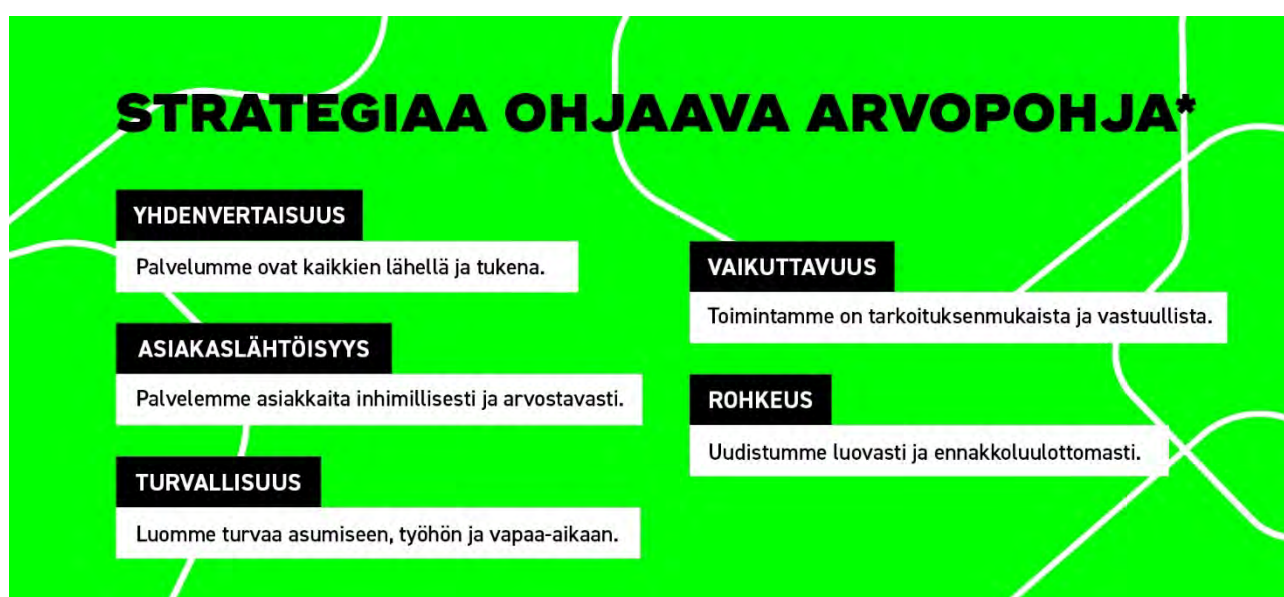 STRATEGIAA OHJAAVA ARVOPOHJA*
YHDENVERTAISUUS
Palvelumme ovat kaikkien lähellä ja tukena.
ASIAKASLÄHTÖISYYS
Palvelemme asiakkaita inhimillisesti ja arvostavasti.
TURVALLISUUS
Luomme turvaa asumiseen, työhön ja vapaa-aikaan.
VAIKUTTAVUUS
Toimintamme on tarkoituksenmukaista ja vastuullista.
ROHKEUS
Uudistumme luovasti ja ennakkoluulottomasti.